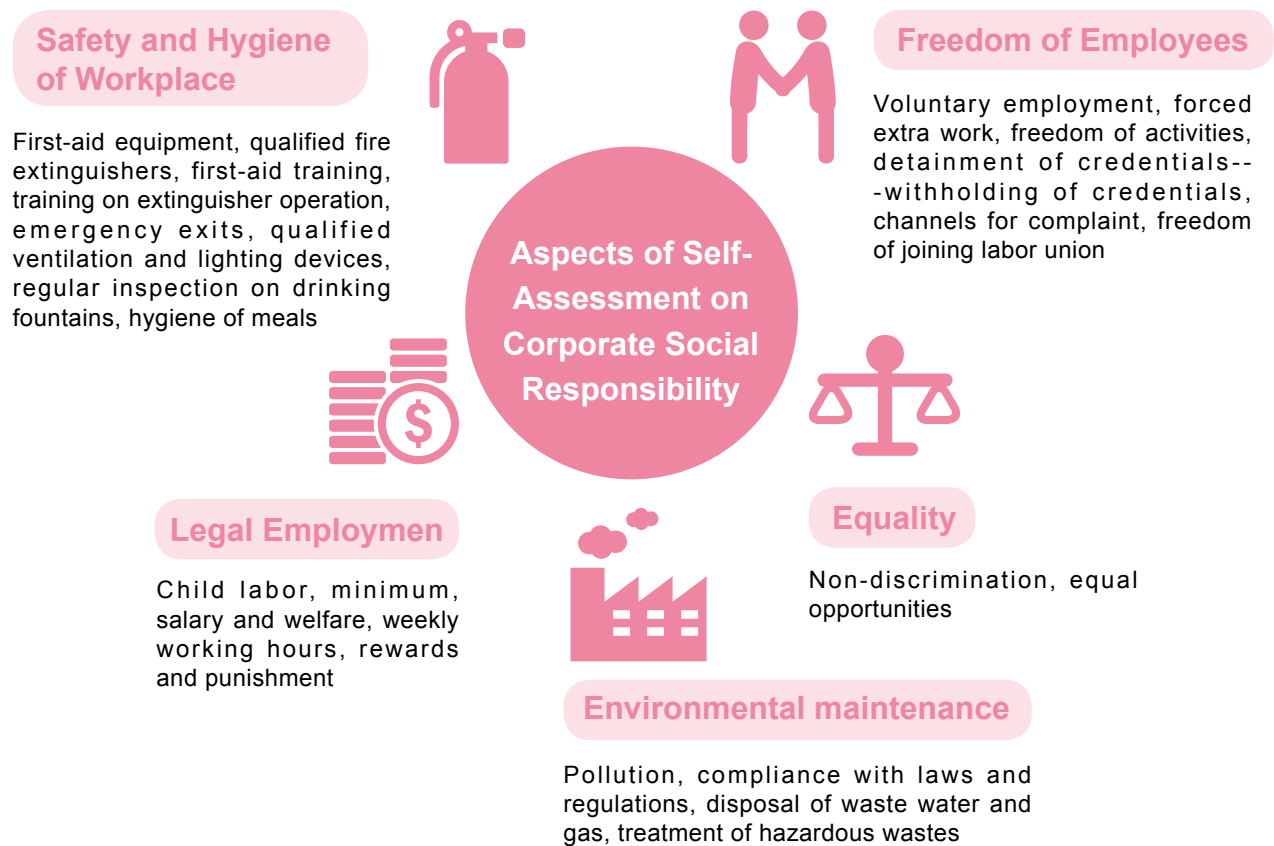 Safety and Hygiene
of Workplace
First-aid equipment, qualified fire
extinguishers, first-aid training,
training on extinguisher operation,
emergency exits, qualified
ventilation and lighting devices,
regular inspection on drinking
fountains, hygiene of meals
Freedom of Employees
Voluntary employment, forced
extra work, freedom of activities,
detainment of credentials--
-withholding of credentials,
channels for complaint, freedom
of joining labor union
Aspects of Self-
Assessment on
Corporate Social
Responsibility
$
Legal Employmen
Child labor, minimum,
salary and welfare, weekly
working hours, rewards
and punishment
Equality
Non-discrimination, equal
opportunities
Environmental maintenance
Pollution, compliance with laws and
regulations, disposal of waste water and
gas, treatment of hazardous wastes